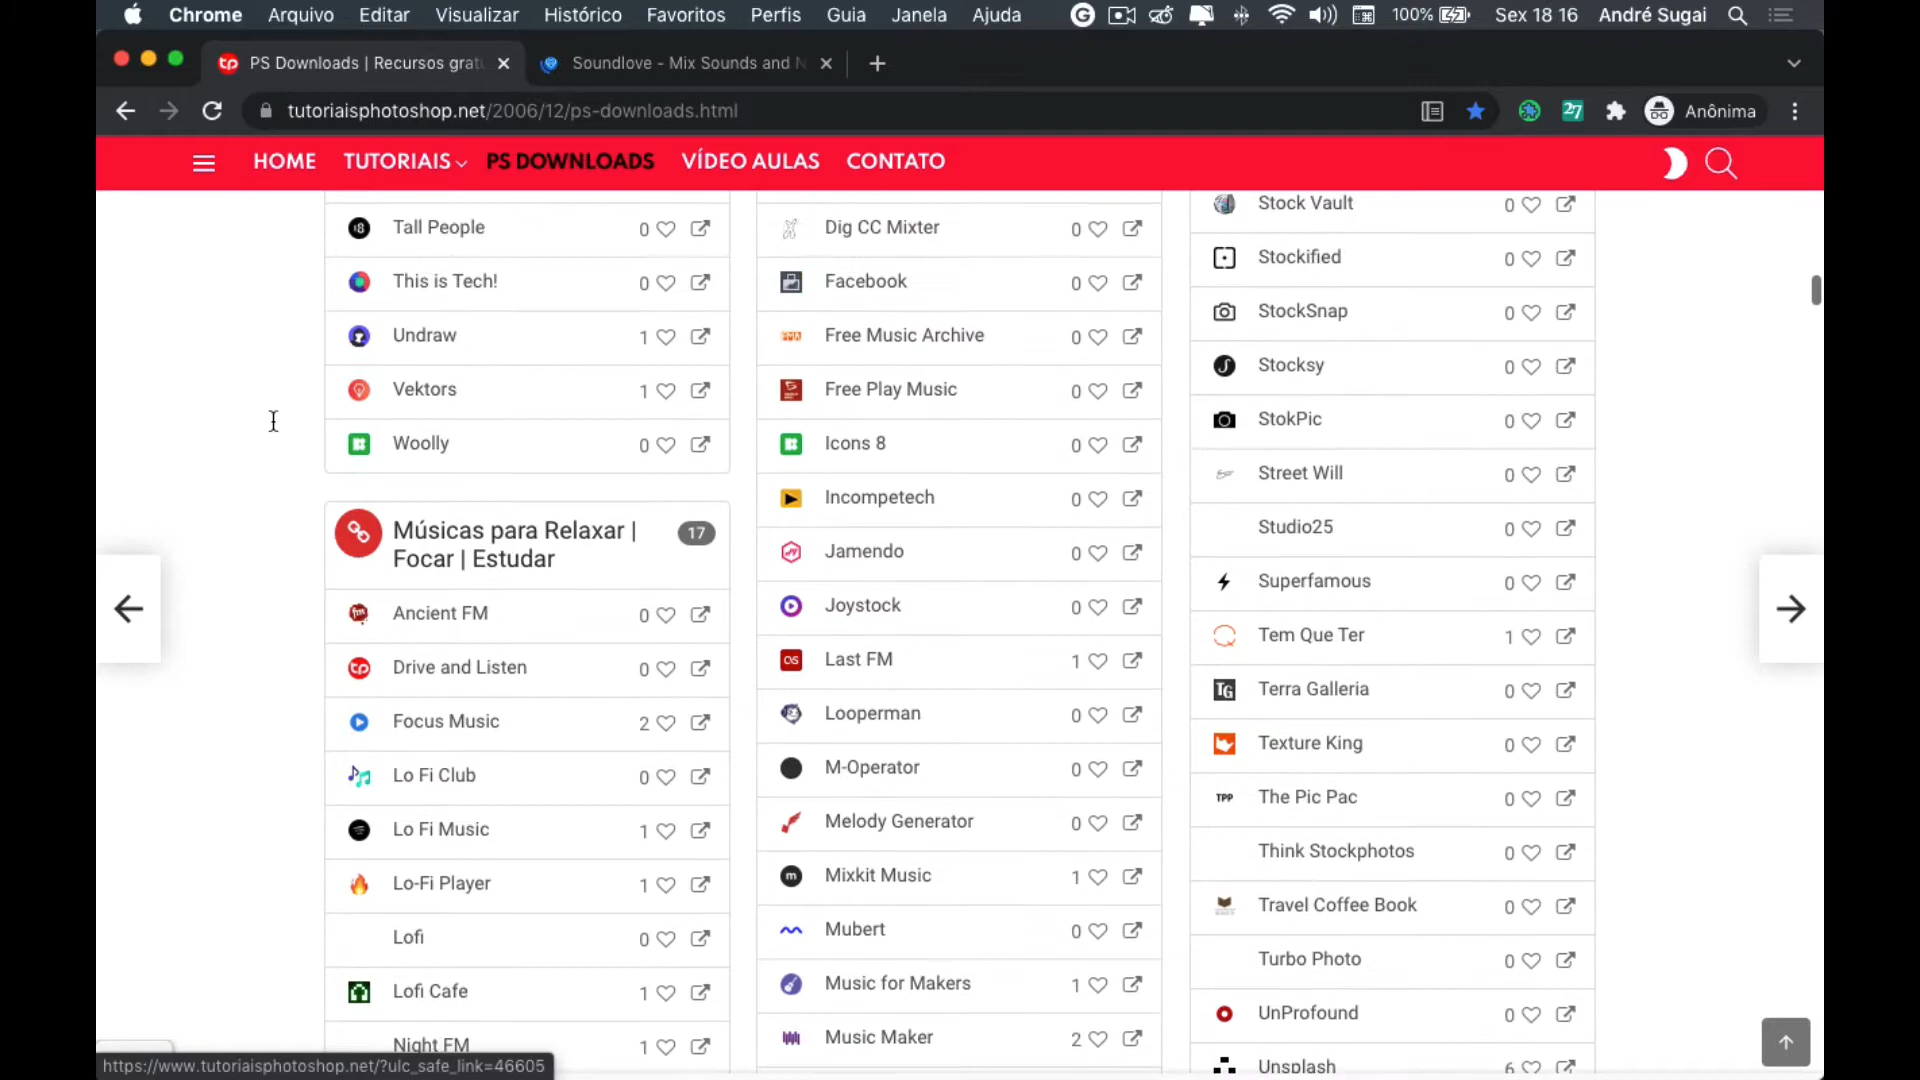 Chrome Arquivo Editar Visualizar Histórico Favoritos Perfis Guia Janela Ajuda 100% Sex 18 16 André Sugai
PS Downloads | Recursos grat
Soundlove - Mix Sounds and N
tutoriaisphotoshop.net/2006/12/ps-downloads.html
27
Anônima
HOME TUTORIAIS PS DOWNLOADS VÍDEO AULAS CONTATO
Tall People 0
This is Tech! 0
Undraw 1
Vektors 1
Woolly 0
Músicas para Relaxar |
Focar | Estudar
17
Ancient FM 0
Drive and Listen 0
Focus Music 2
Lo Fi Club 0
Lo Fi Music 1
Lo-Fi Player 1
Lofi 0
Lofi Cafe 1
Night FM 1
Dig CC Mixter 0
Facebook 0
Free Music Archive 0
Free Play Music 0
Icons 8 0
Incompetech 0
Jamendo 0
Joystock 0
Last FM 1
Looperman 0
M-Operator 0
Melody Generator 0
Mixkit Music 1
Mubert 0
Music for Makers 1
Music Maker 2
Stock Vault 0
Stockified 0
StockSnap 0
Stocksy 0
StokPic 0
Street Will 0
Studio25 0
Superfamous 0
Tem Que Ter 1
Terra Galleria 0
Texture King 0
TPP The Pic Pac 0
Think Stockphotos 0
Travel Coffee Book 0
Turbo Photo 0
UnProfound 0
Unsplash 6
https://www.tutoriaisphotoshop.net/?ulc_safe_link=46605